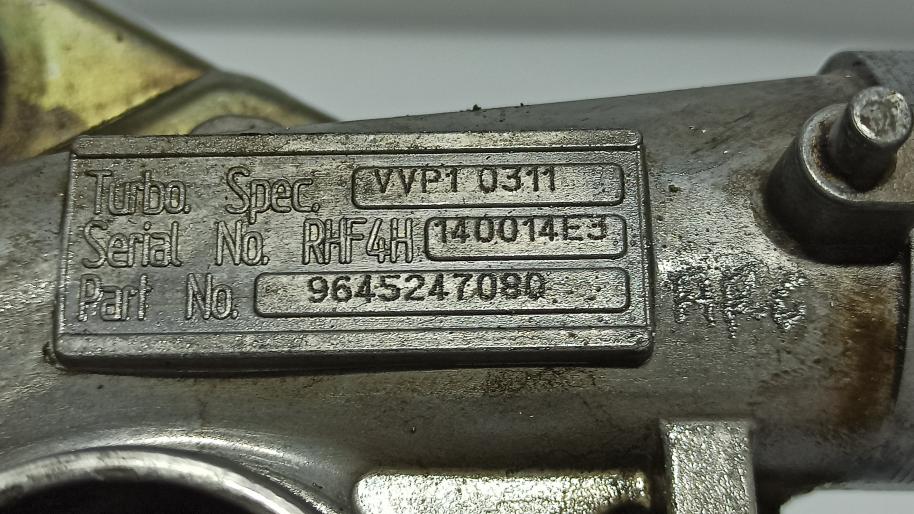 Turbo. Spec. VVP1 0311
Serial No. RHF4H 140014E3
Part No. 9645247080